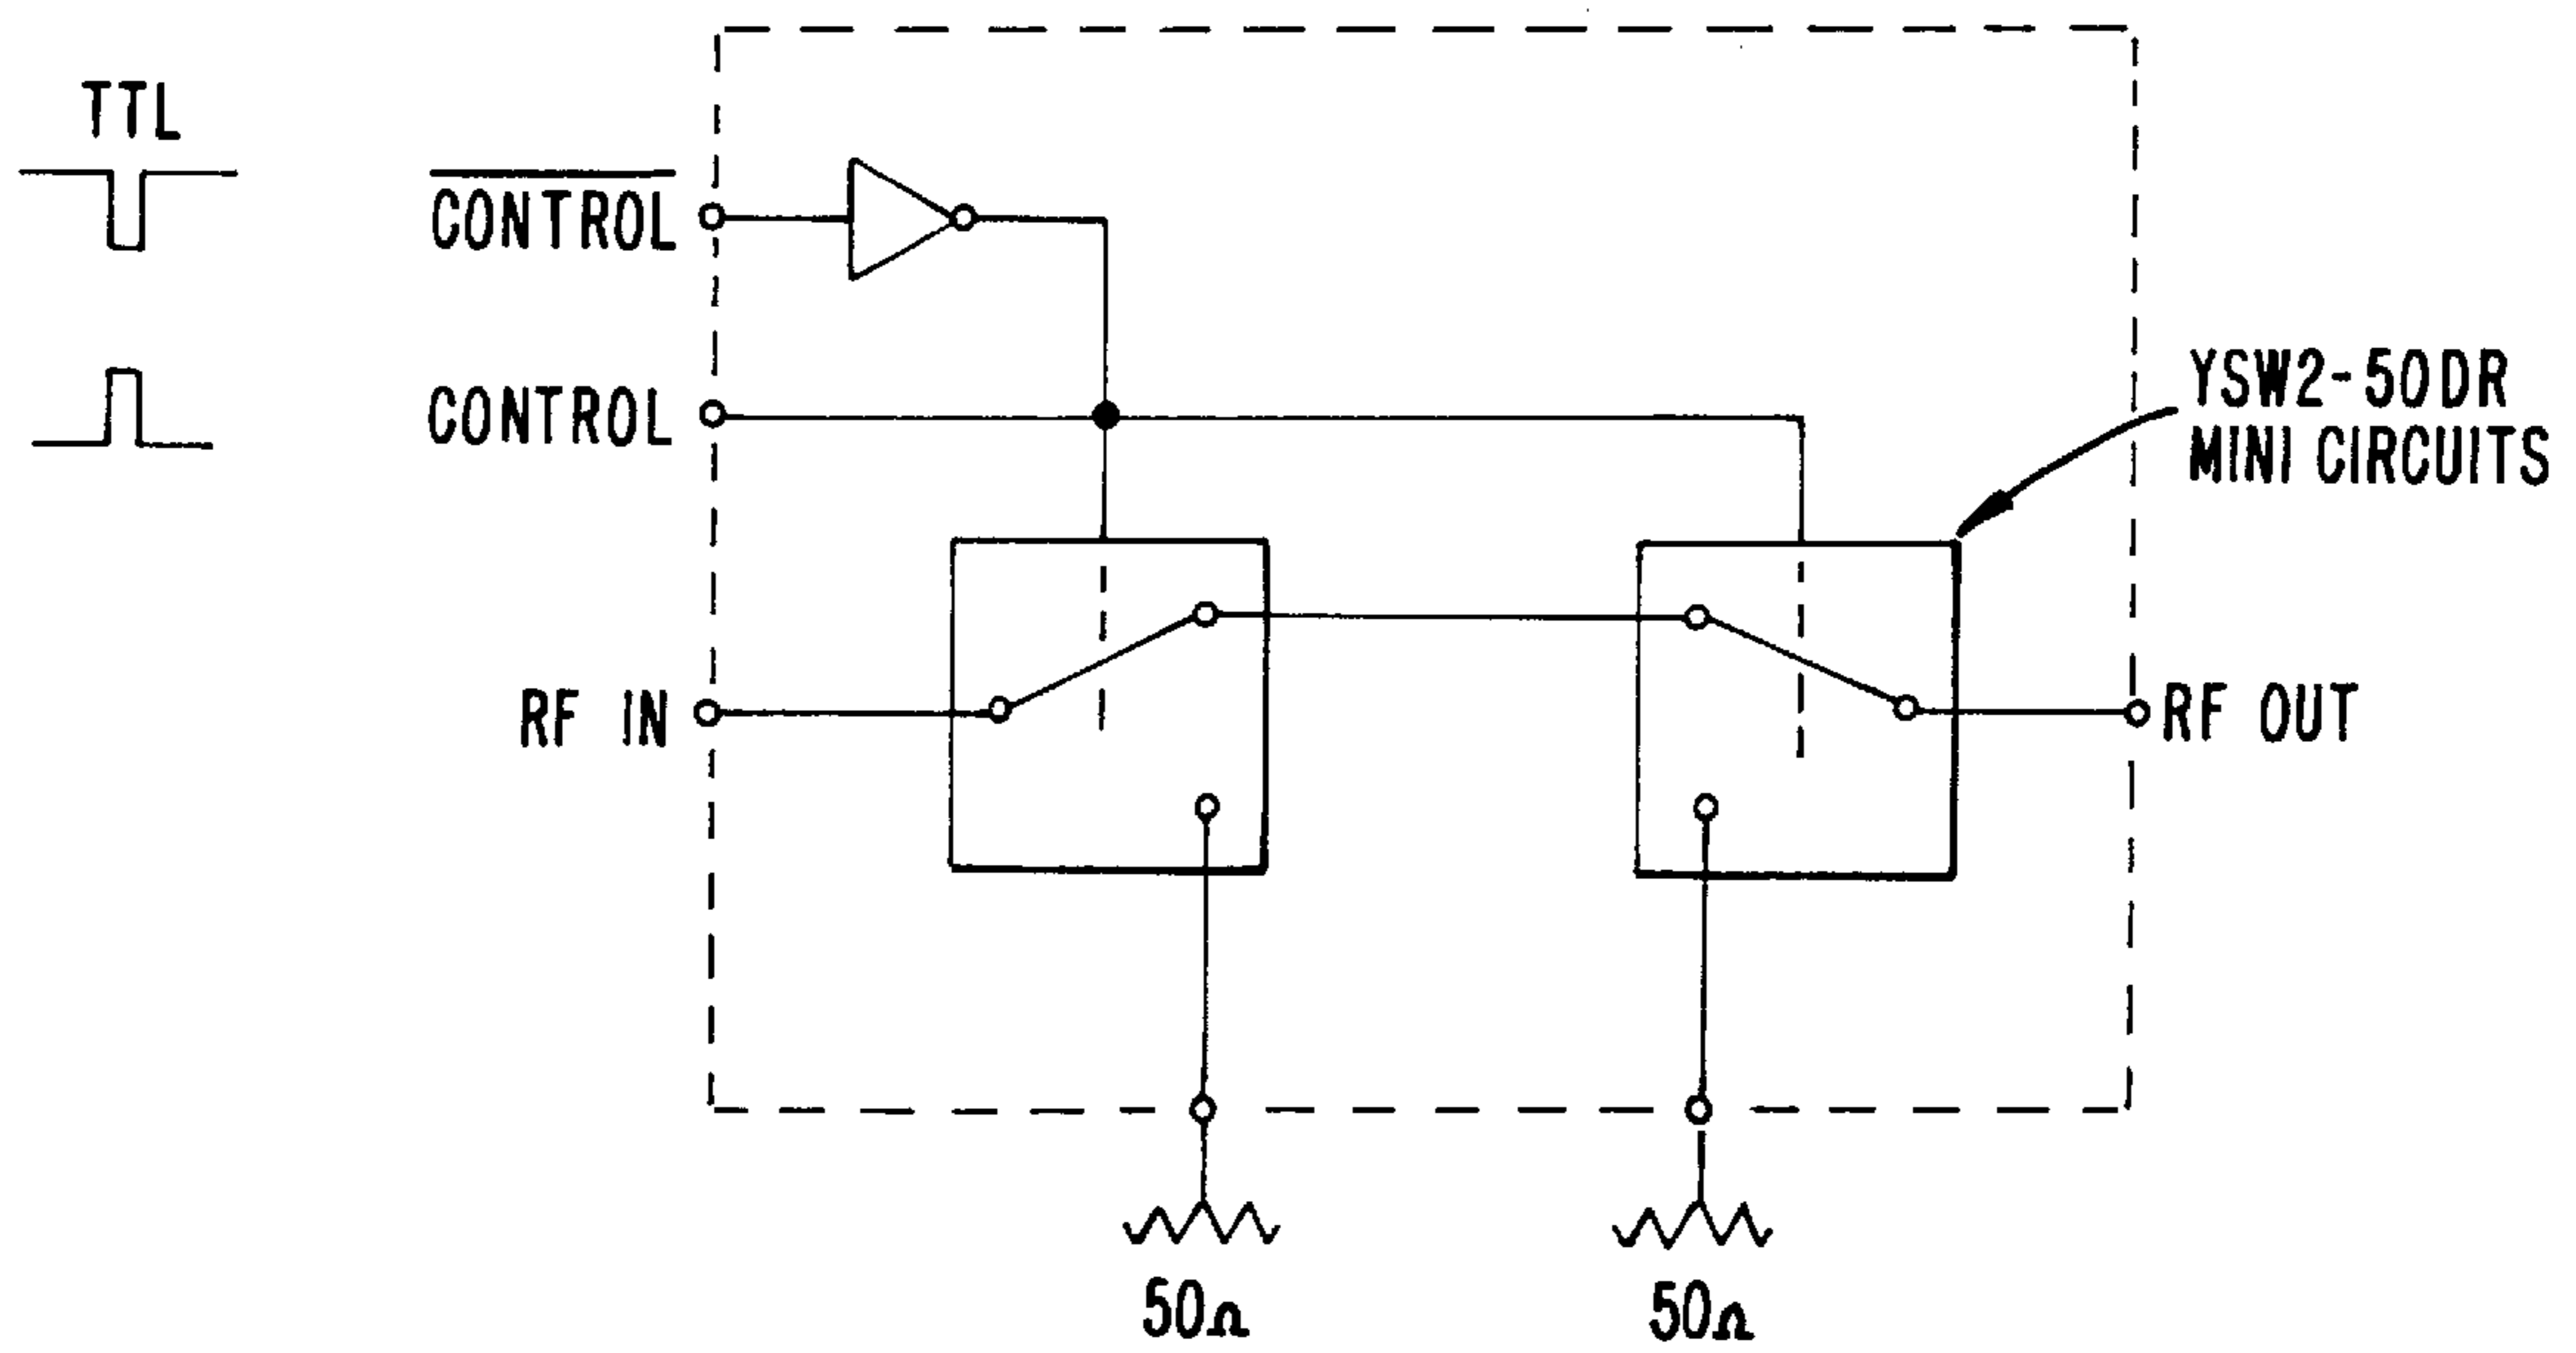 TTL
CONTROL
CONTROL
YSW2-50DR
MINI CIRCUITS
RF IN
RF OUT
50Ω
50Ω